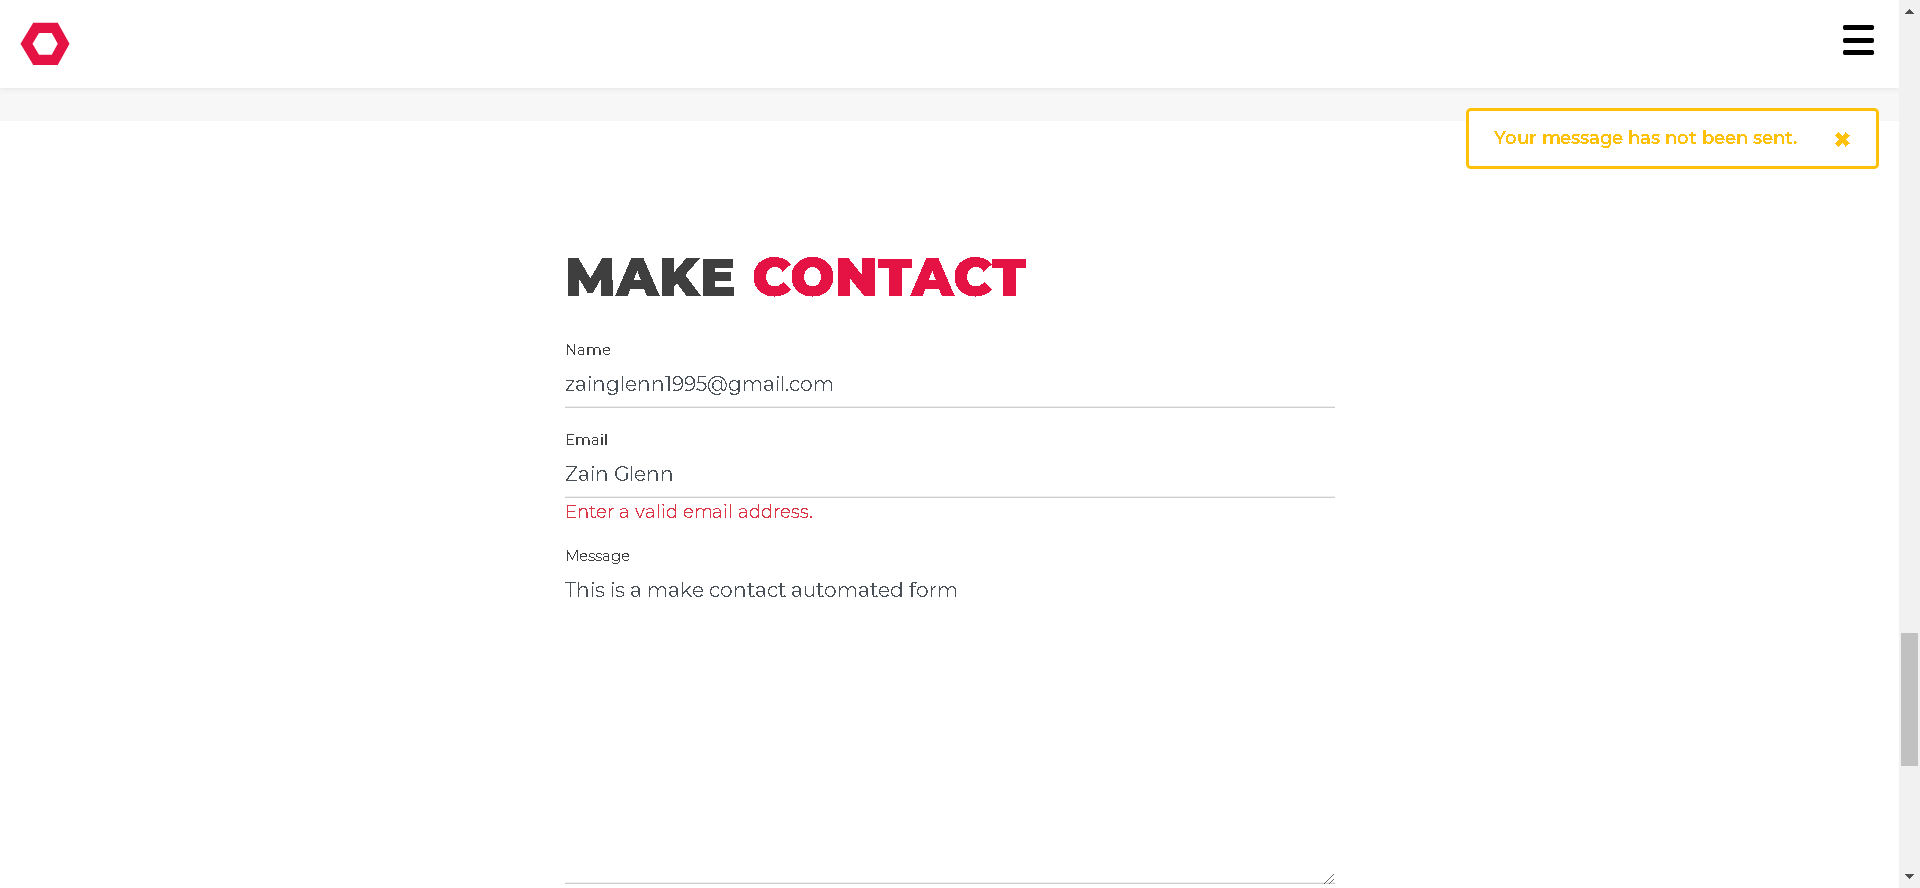 Your message has not been sent. ✖
MAKE CONTACT
Name
zainglenn1995@gmail.com
Email
Zain Glenn
Enter a valid email address.
Message
This is a make contact automated form